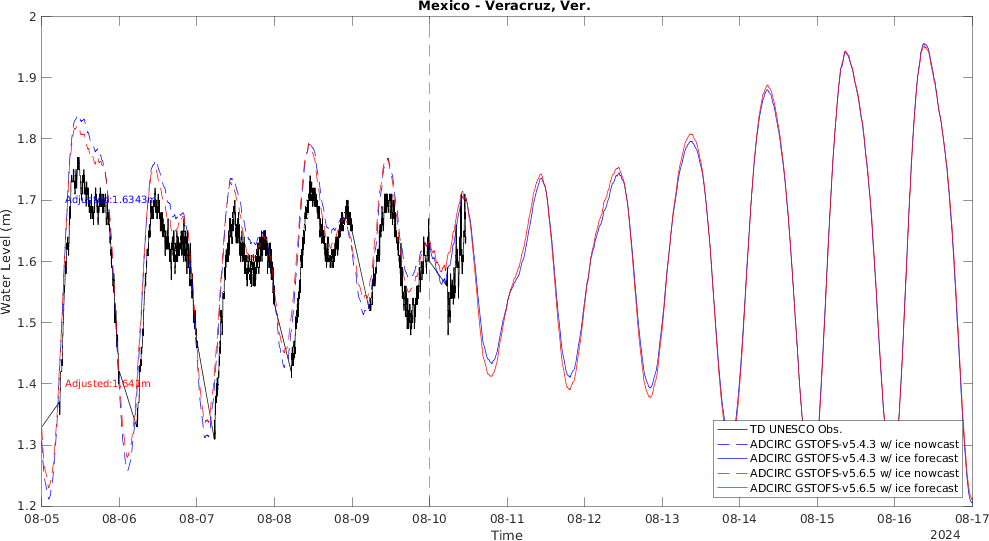 Mexico - Veracruz, Ver.
2
1.9
1.8
1.7
1.6
1.5
1.4
1.3
1.2
Water Level (m)
Adjusted:1.6343m
Adjusted:1.642m
TD UNESCO Obs.
ADCIRC GSTOFS-v5.4.3 w/ ice nowcast
ADCIRC GSTOFS-v5.4.3 w/ ice forecast
ADCIRC GSTOFS-v5.6.5 w/ ice nowcast
ADCIRC GSTOFS-v5.6.5 w/ ice forecast
08-05 08-06 08-07 08-08 08-09 08-10 08-11 08-12 08-13 08-14 08-15 08-16 08-17
Time
2024